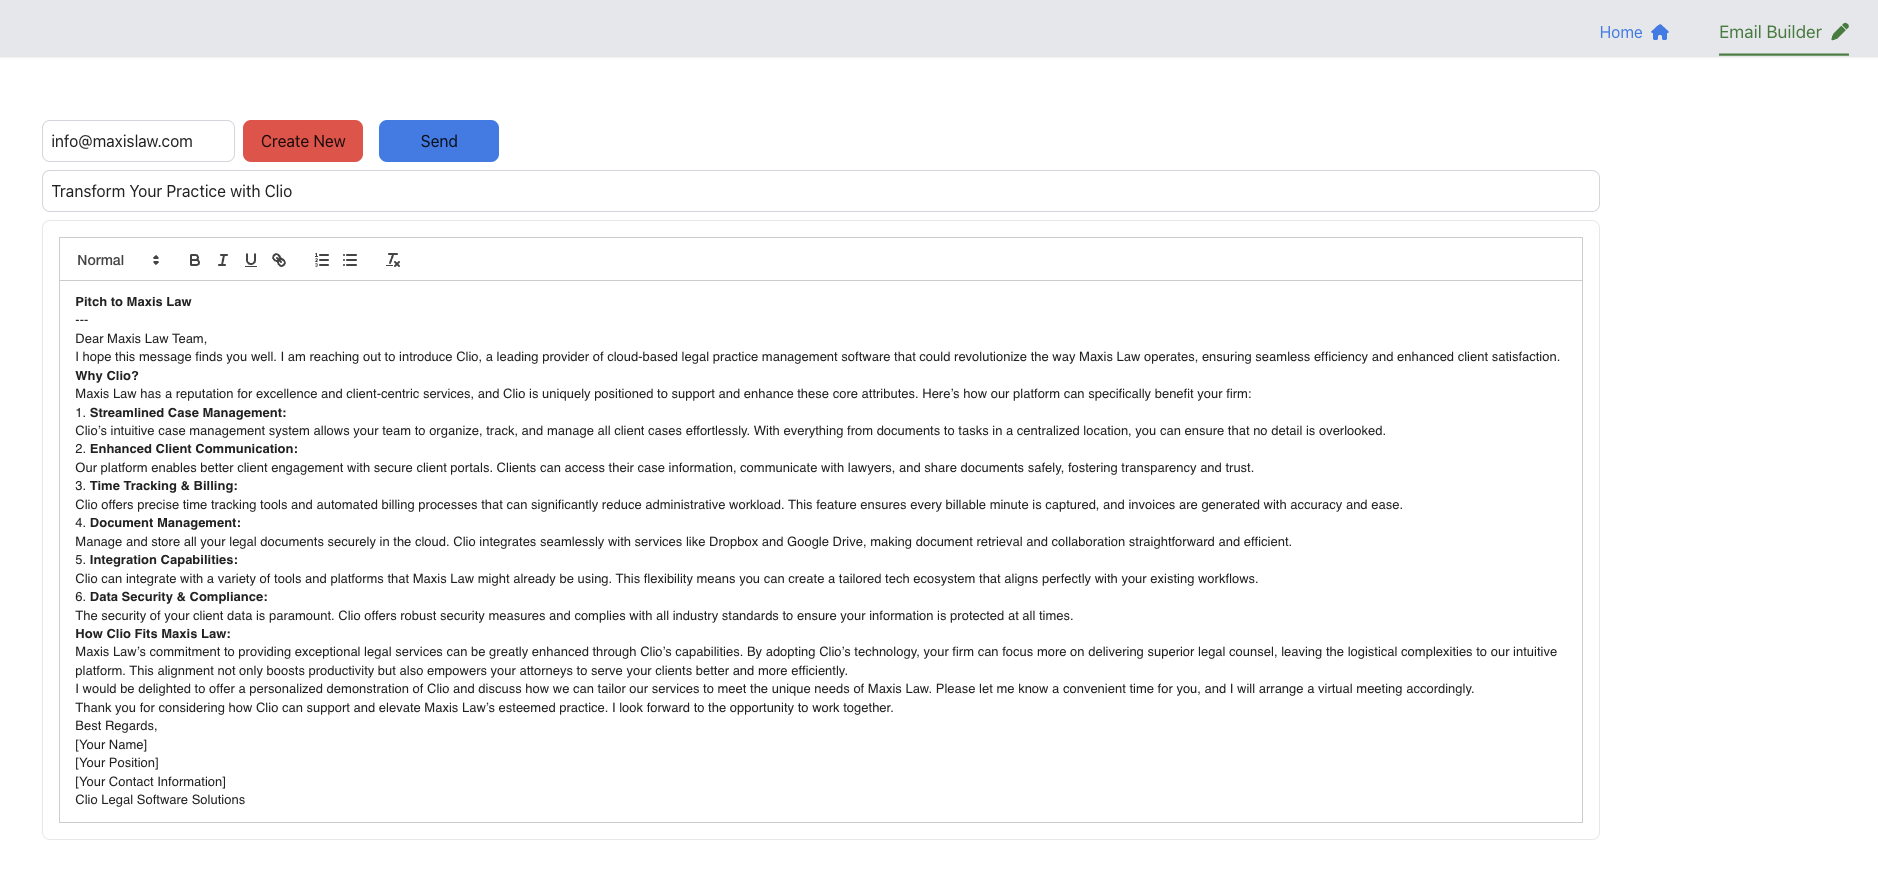 Home
Email Builder
info@maxislaw.com
Create New
Send
Transform Your Practice with Clio
Normal
Pitch to Maxis Law
---
Dear Maxis Law Team,
I hope this message finds you well. I am reaching out to introduce Clio, a leading provider of cloud-based legal practice management software that could revolutionize the way Maxis Law operates, ensuring seamless efficiency and enhanced client satisfaction.
Why Clio?
Maxis Law has a reputation for excellence and client-centric services, and Clio is uniquely positioned to support and enhance these core attributes. Here’s how our platform can specifically benefit your firm:
1. Streamlined Case Management:
Clio’s intuitive case management system allows your team to organize, track, and manage all client cases effortlessly. With everything from documents to tasks in a centralized location, you can ensure that no detail is overlooked.
2. Enhanced Client Communication:
Our platform enables better client engagement with secure client portals. Clients can access their case information, communicate with lawyers, and share documents safely, fostering transparency and trust.
3. Time Tracking & Billing:
Clio offers precise time tracking tools and automated billing processes that can significantly reduce administrative workload. This feature ensures every billable minute is captured, and invoices are generated with accuracy and ease.
4. Document Management:
Manage and store all your legal documents securely in the cloud. Clio integrates seamlessly with services like Dropbox and Google Drive, making document retrieval and collaboration straightforward and efficient.
5. Integration Capabilities:
Clio can integrate with a variety of tools and platforms that Maxis Law might already be using. This flexibility means you can create a tailored tech ecosystem that aligns perfectly with your existing workflows.
6. Data Security & Compliance:
The security of your client data is paramount. Clio offers robust security measures and complies with all industry standards to ensure your information is protected at all times.
How Clio Fits Maxis Law:
Maxis Law’s commitment to providing exceptional legal services can be greatly enhanced through Clio’s capabilities. By adopting Clio’s technology, your firm can focus more on delivering superior legal counsel, leaving the logistical complexities to our intuitive
platform. This alignment not only boosts productivity but also empowers your attorneys to serve your clients better and more efficiently.
I would be delighted to offer a personalized demonstration of Clio and discuss how we can tailor our services to meet the unique needs of Maxis Law. Please let me know a convenient time for you, and I will arrange a virtual meeting accordingly.
Thank you for considering how Clio can support and elevate Maxis Law’s esteemed practice. I look forward to the opportunity to work together.
Best Regards,
[Your Name]
[Your Position]
[Your Contact Information]
Clio Legal Software Solutions